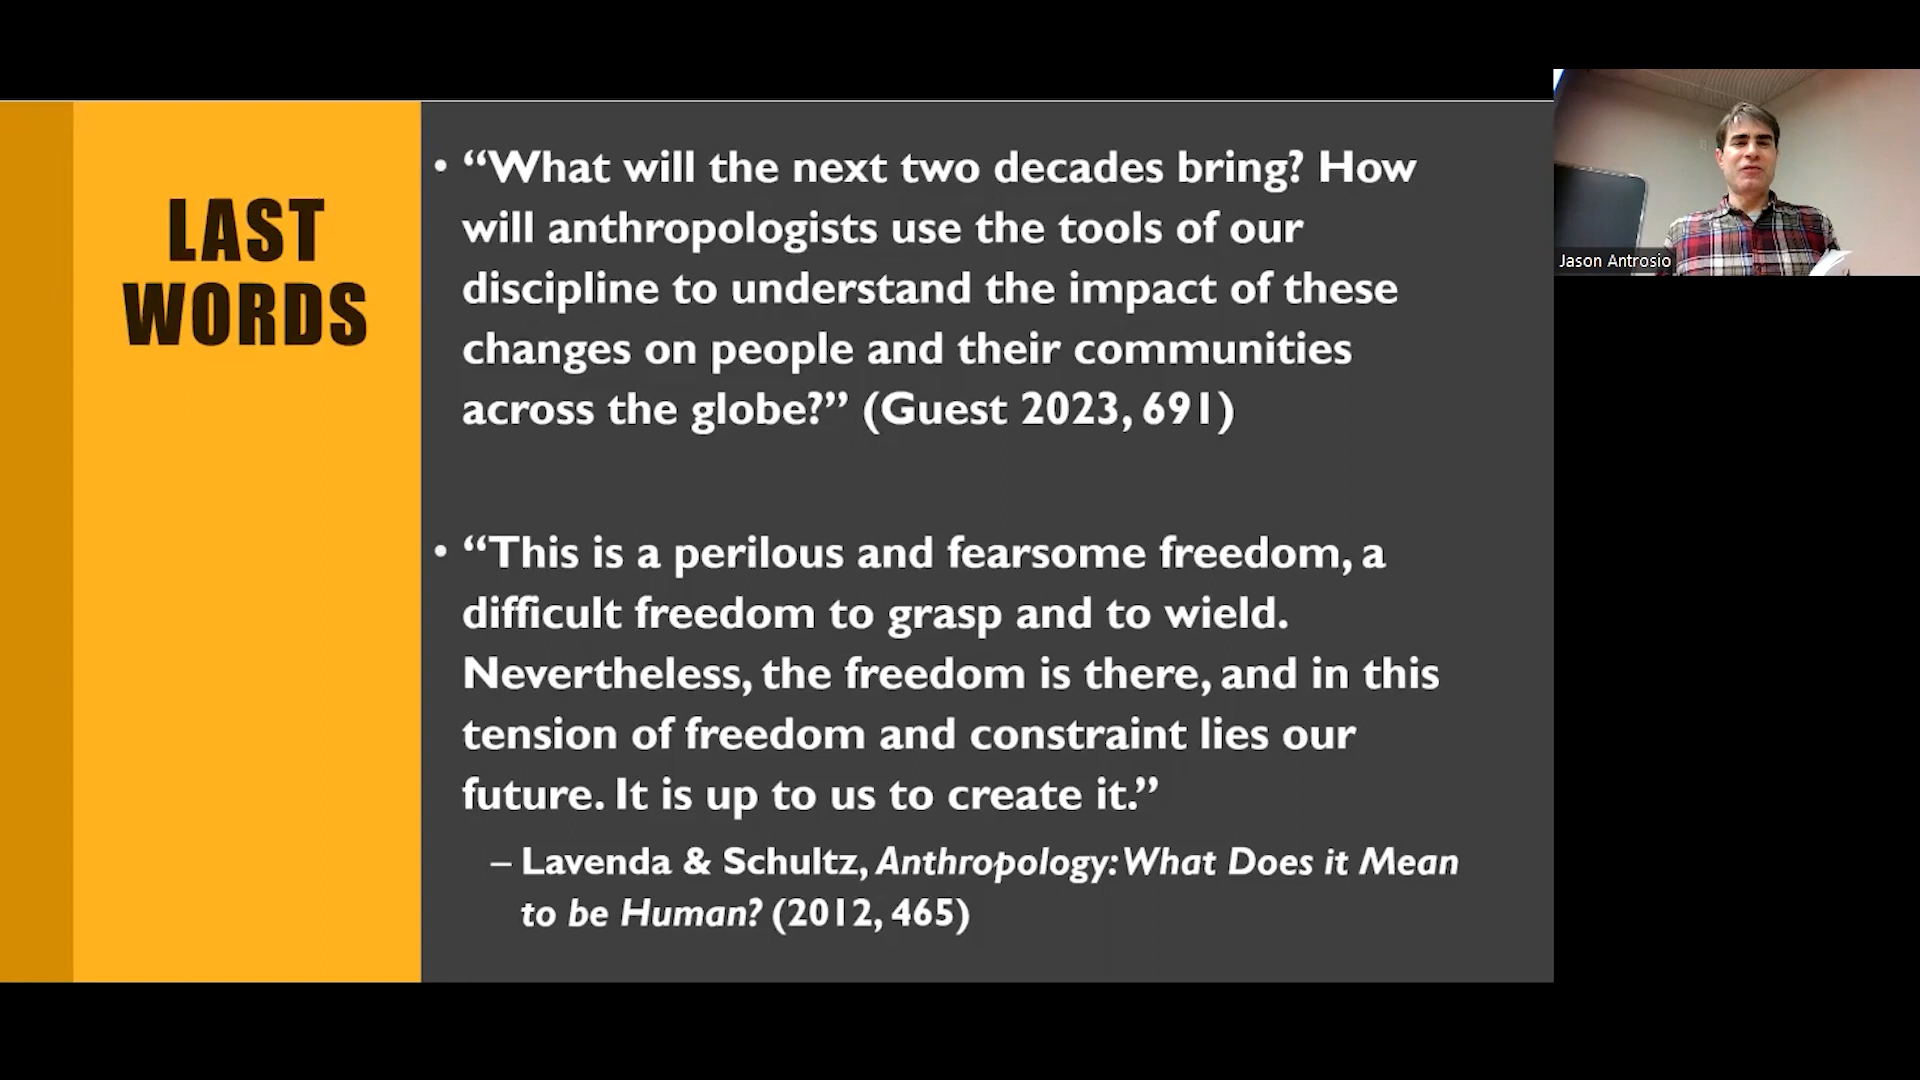 LAST
WORDS
• “What will the next two decades bring? How
will anthropologists use the tools of our
discipline to understand the impact of these
changes on people and their communities
across the globe?” (Guest 2023, 691)
• “This is a perilous and fearsome freedom, a
difficult freedom to grasp and to wield.
Nevertheless, the freedom is there, and in this
tension of freedom and constraint lies our
future. It is up to us to create it.”
– Lavenda & Schultz, Anthropology: What Does it Mean
to be Human? (2012, 465)
Jason Antrosio